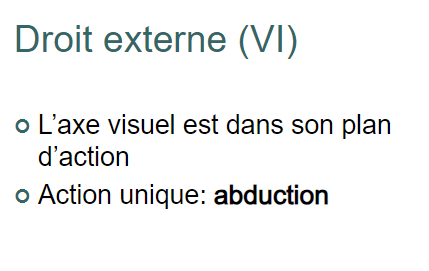 Droit externe (VI)
L’axe visuel est dans son plan
d’action
Action unique: abduction